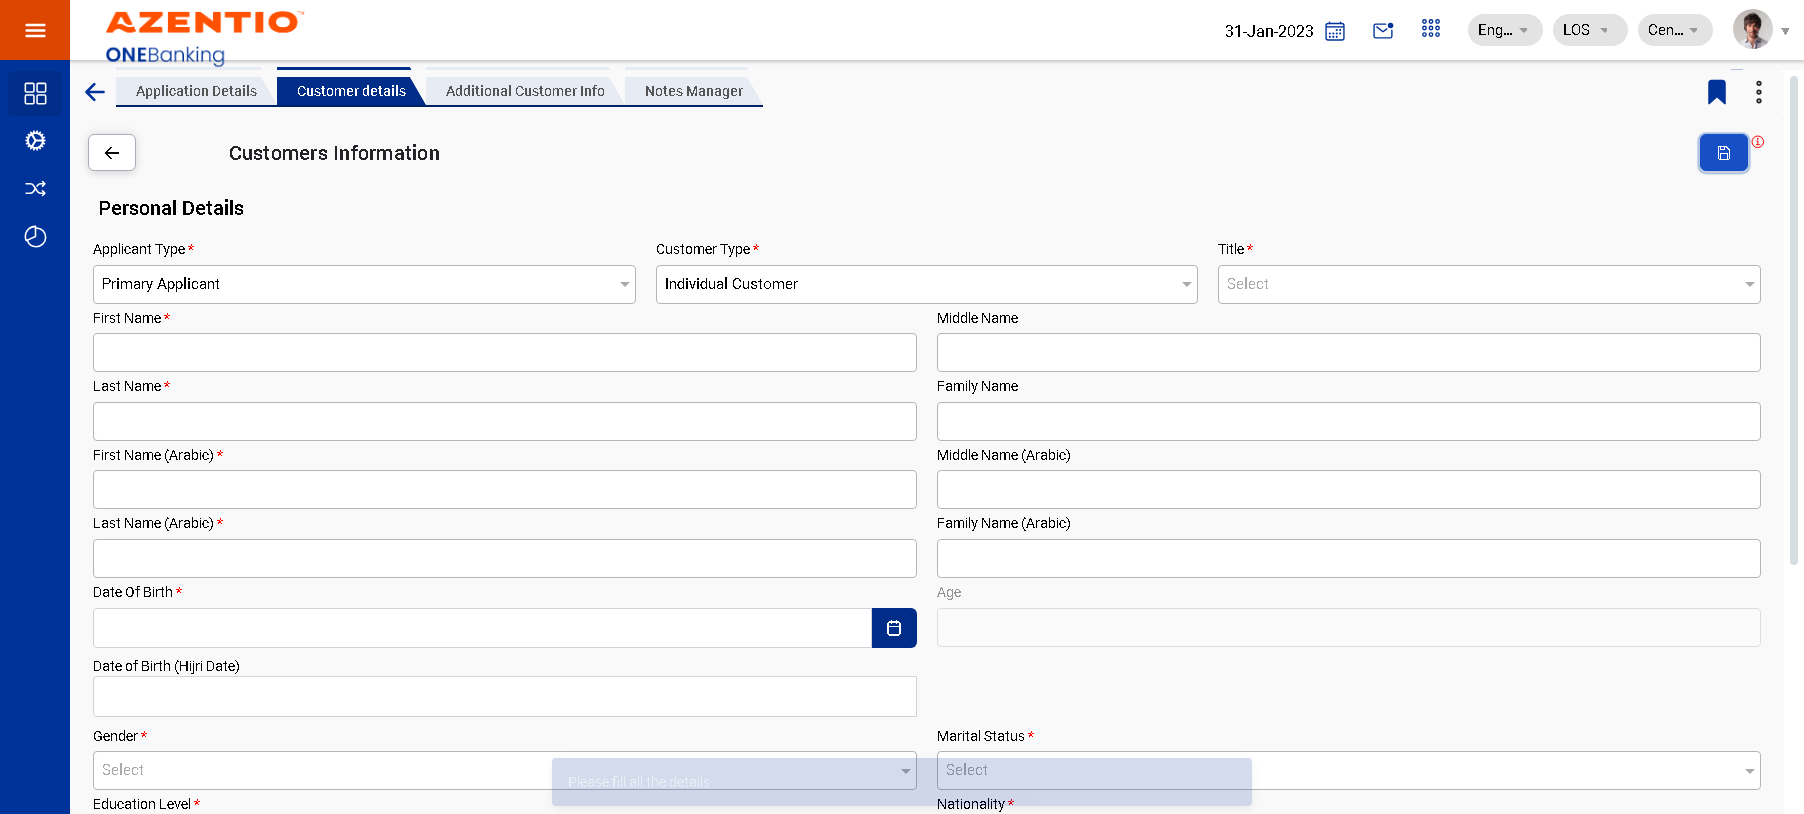 AZENTIO™
ONEBanking
31-Jan-2023
Eng...
LOS
Cen...
Application Details
Customer details
Additional Customer Info
Notes Manager
Customers Information
Personal Details
Applicant Type *
Customer Type *
Title *
Primary Applicant
Individual Customer
Select
First Name *
Middle Name
Last Name *
Family Name
First Name (Arabic) *
Middle Name (Arabic)
Last Name (Arabic) *
Family Name (Arabic)
Date Of Birth *
Age
Date of Birth (Hijri Date)
Gender *
Marital Status *
Select
Select
Please fill all the details
Education Level *
Nationality *